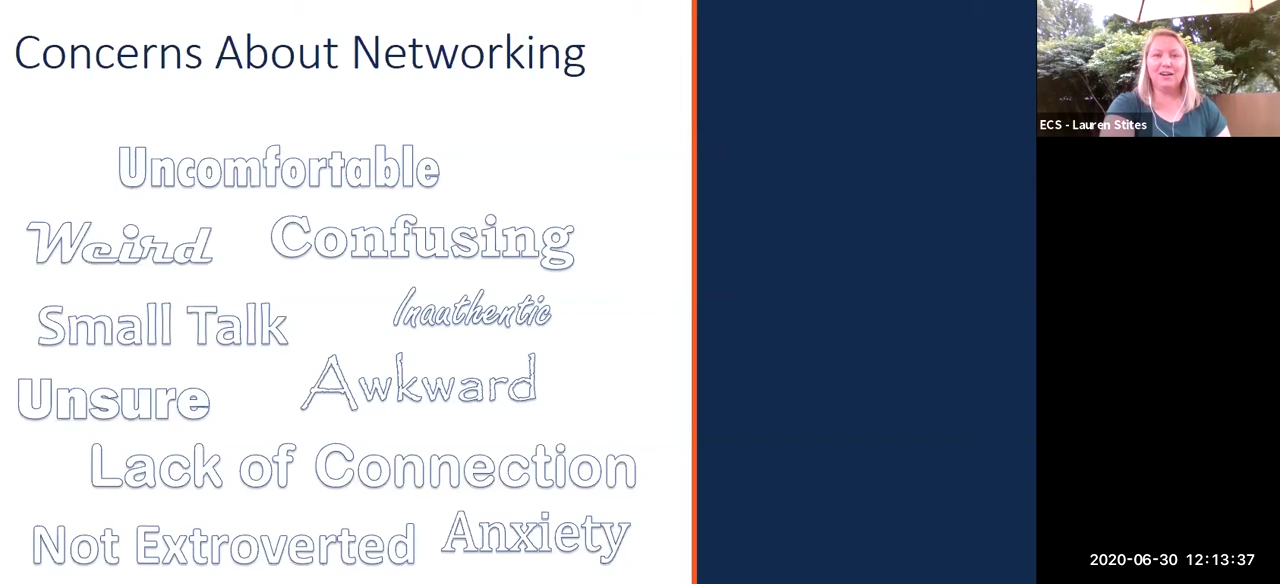 Concerns About Networking
Uncomfortable
Weird
Confusing
Small Talk
Inauthentic
Unsure
Awkward
Lack of Connection
Not Extroverted
Anxiety
ECS - Lauren Stites
2020-06-30 12:13:37